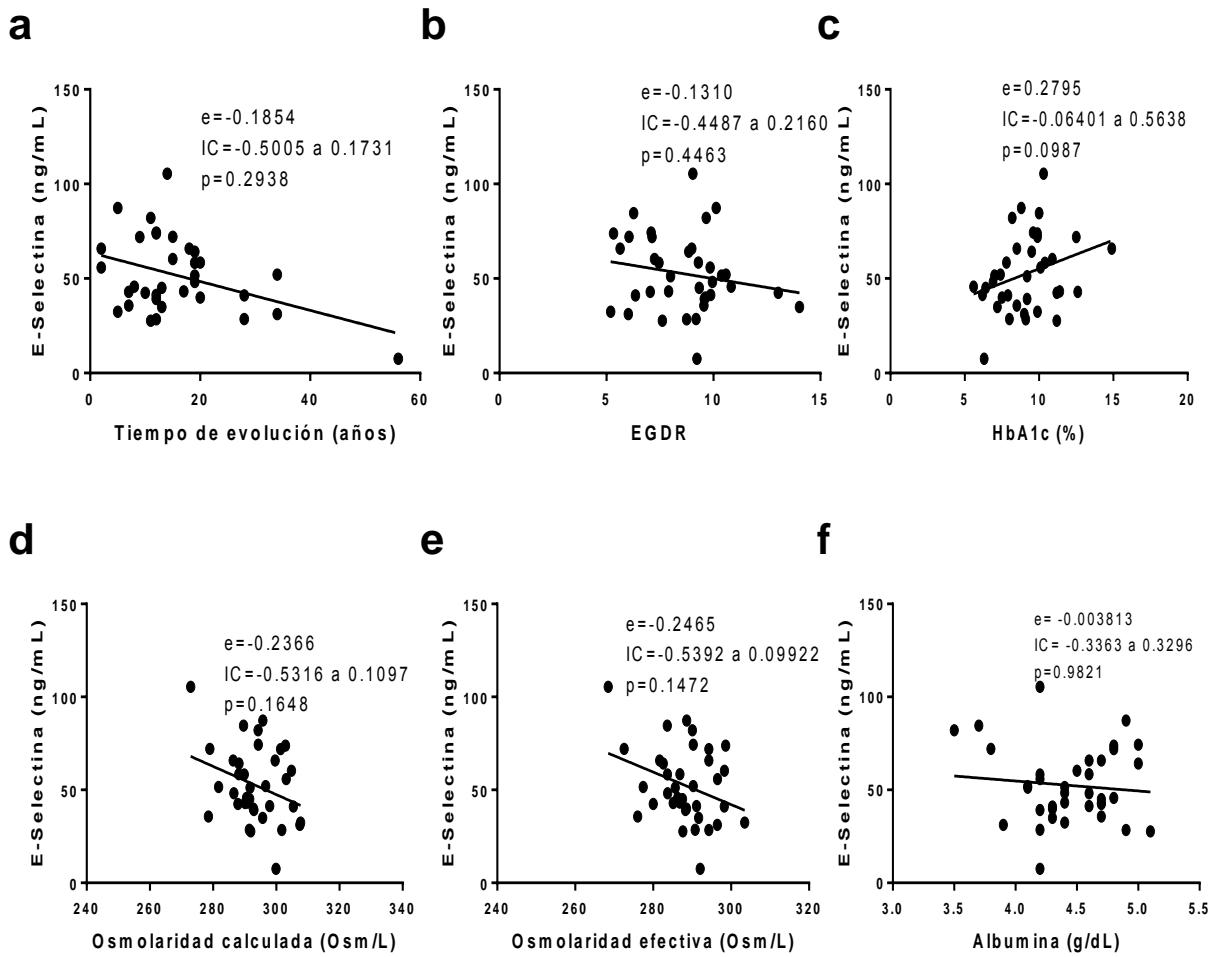 a
e=-0.1854
IC=-0.5005 a 0.1731
p=0.2938
E-Selectina (ng/mL)
150
100
50
0
0 20 40 60
Tiempo de evolución (años)
b
e=-0.1310
IC=-0.4487 a 0.2160
p=0.4463
E-Selectina (ng/mL)
150
100
50
0
0 5 10 15
EGDR
c
e=0.2795
IC=-0.06401 a 0.5638
p=0.0987
E-Selectina (ng/mL)
150
100
50
0
0 5 10 15 20
HbA1c (%)
d
e=-0.2366
IC=-0.5316 a 0.1097
p=0.1648
E-Selectina (ng/mL)
150
100
50
0
240 260 280 300 320 340
Osmolaridad calculada (Osm/L)
e
e=-0.2465
IC=-0.5392 a 0.09922
p=0.1472
E-Selectina (ng/mL)
150
100
50
0
240 260 280 300 320
Osmolaridad efectiva (Osm/L)
f
e= -0.003813
IC= -0.3363 a 0.3296
p=0.9821
E-Selectina (ng/mL)
150
100
50
0
3.0 3.5 4.0 4.5 5.0 5.5
Albumina (g/dL)